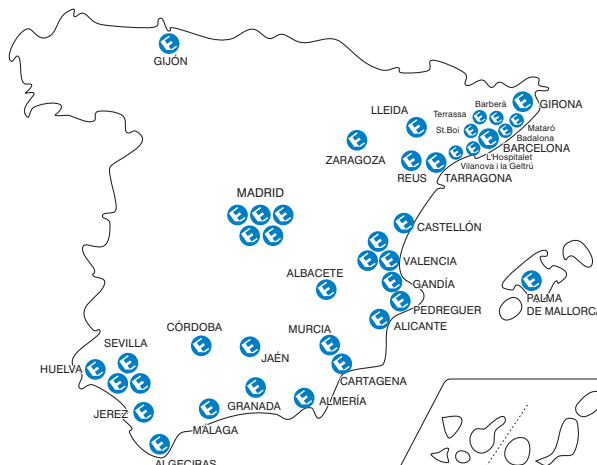 GIJÓN
Barberà
GIRONA
Terrassa
LLEIDA
Mataró
St.Boi
Badalona
BARCELONA
L'Hospitalet
ZARAGOZA
Vilanova i la Geltrú
REUS
TARRAGONA
MADRID
CASTELLÓN
VALENCIA
ALBACETE
GANDÍA
PEDREGUER
PALMA
DE MALLORCA
ALICANTE
CÓRDOBA
MURCIA
SEVILLA
JAÉN
HUELVA
CARTAGENA
GRANADA
ALMERÍA
JEREZ
MÁLAGA
ALGECIRAS